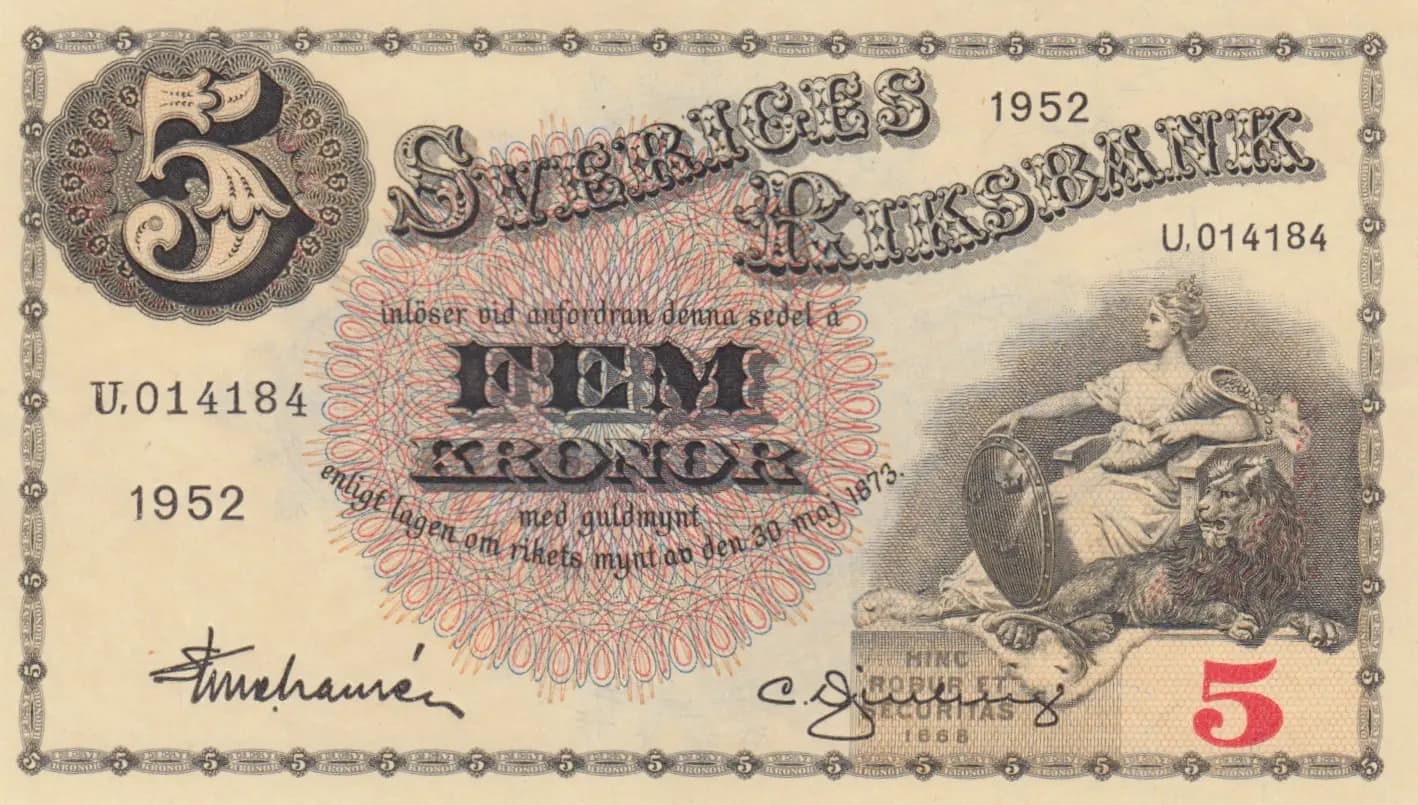 5
SVERIGES
RIKSBANK
1952
U,014184
inlöser vid anfordran denna sedel å
FEM
KRONOR
med guldmynt
enligt lagen om rikets mynt av den 30 maj 1873.
U,014184
1952
HINC
ROBUR ET
SECURITAS
1668
5